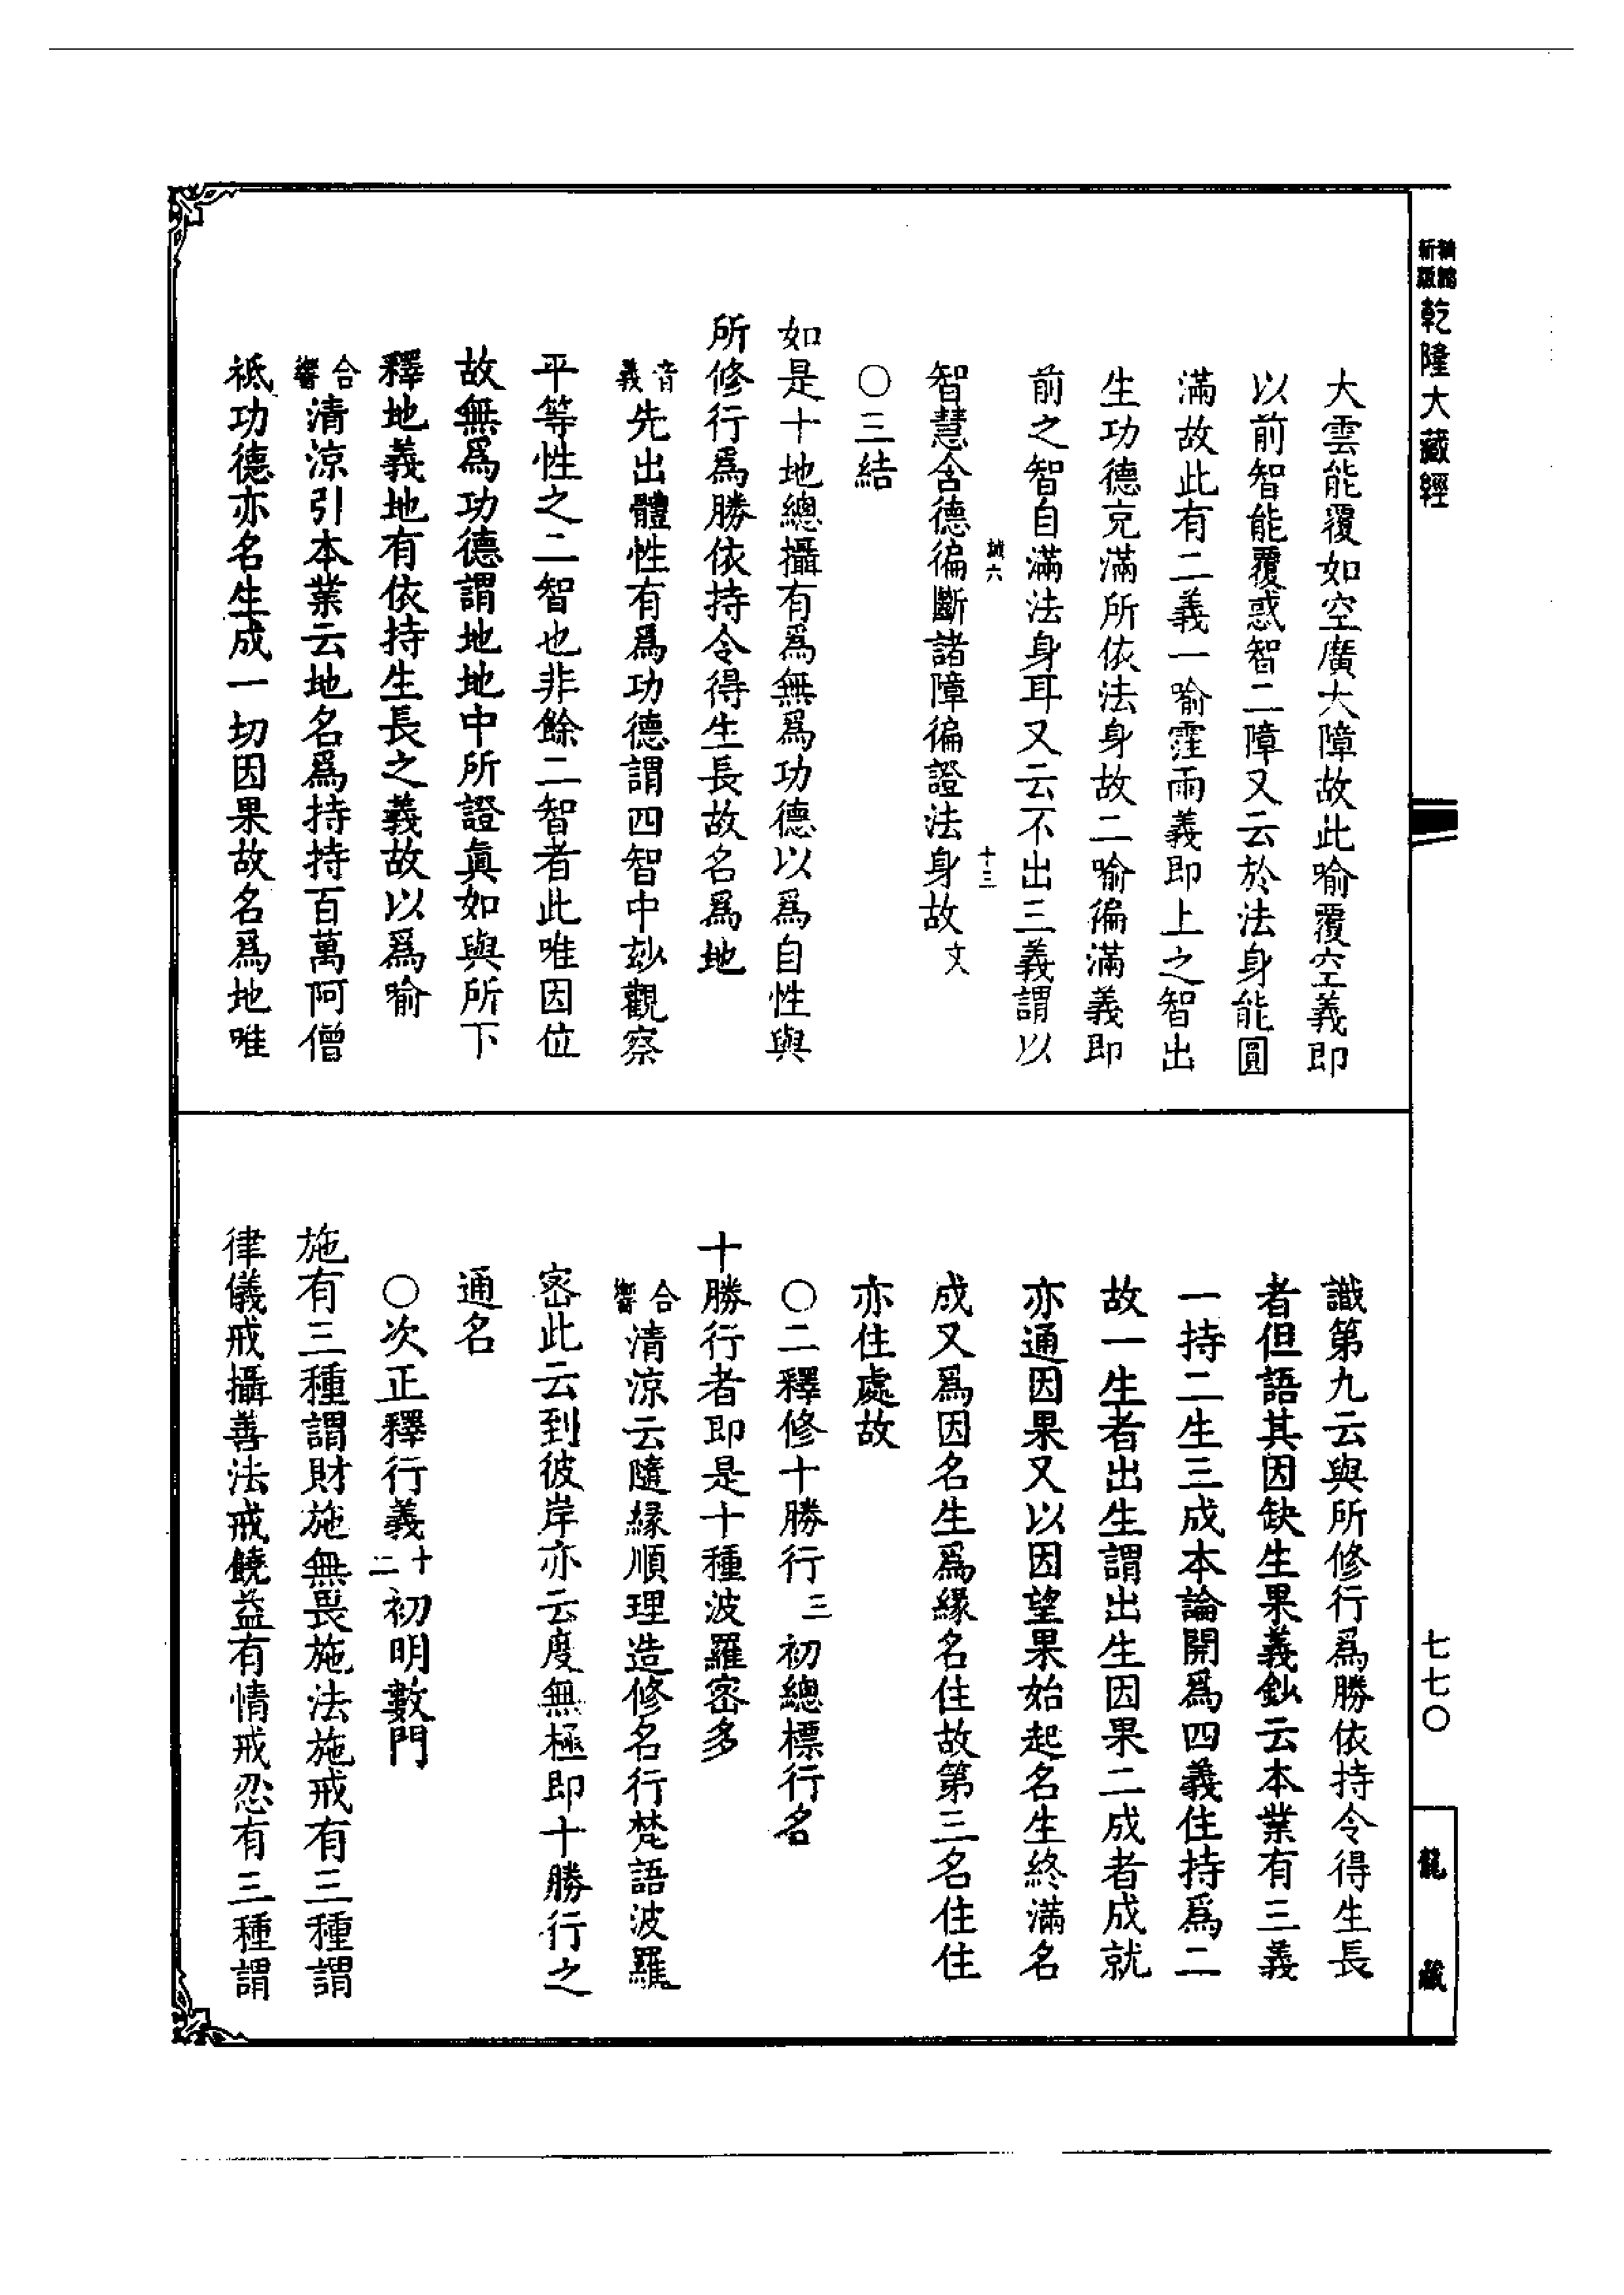 新版
精縮
乾隆大藏經
大雲能覆如空廣大障故此喻覆空義即
以前智能覆惑智二障又云於法身能圓
滿故此有二義一喻霔雨義即上之智出
生功德充滿所依法身故二喻徧滿義即
前之智自滿法身耳又云不出三義謂以
誠六
十三
智慧含德徧斷諸障徧證法身故文
〇三結
如是十地總攝有爲無爲功德以爲自性與
所修行爲勝依持令得生長故名爲地
音義先出體性有爲功德謂四智中玅觀察
平等性之二智也非餘二智者此唯因位
故無爲功德謂地地中所證真如與所下
釋地義地有依持生長之義故以爲喻
合響清涼引本業云地名爲持持百萬阿僧
祇功德亦名生成一切因果故名爲地唯
識第九云與所修行爲勝依持令得生長
者但語其因缺生果義鈔云本業有三義
一持二生三成本論開爲四義住持爲二
故一生者出生謂出生因果二成者成就
亦通因果又以因望果始起名生終滿名
成又爲因名生爲緣名住故第三名住住
亦住處故
〇二釋修十勝行三初總標行名
十勝行者即是十種波羅密多
合響清涼云隨緣順理造修名行梵語波羅
密此云到彼岸亦云度無極即十勝行之
通名
〇次正釋行義十二初明數門
施有三種謂財施無畏施法施戒有三種謂
律儀戒攝善法戒饒益有情戒忍有三種謂
七七〇
龍藏